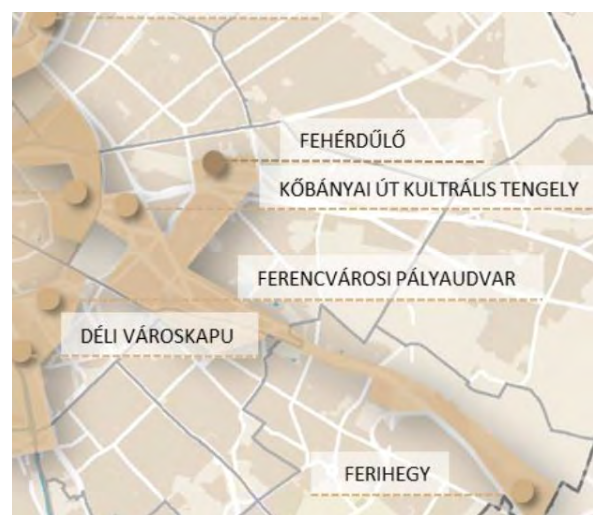 FEHÉRDŰLŐ
KŐBÁNYAI ÚT KULTRÁLIS TENGELY
FERENCVÁROSI PÁLYAUDVAR
DÉLI VÁROSKAPU
FERIHEGY